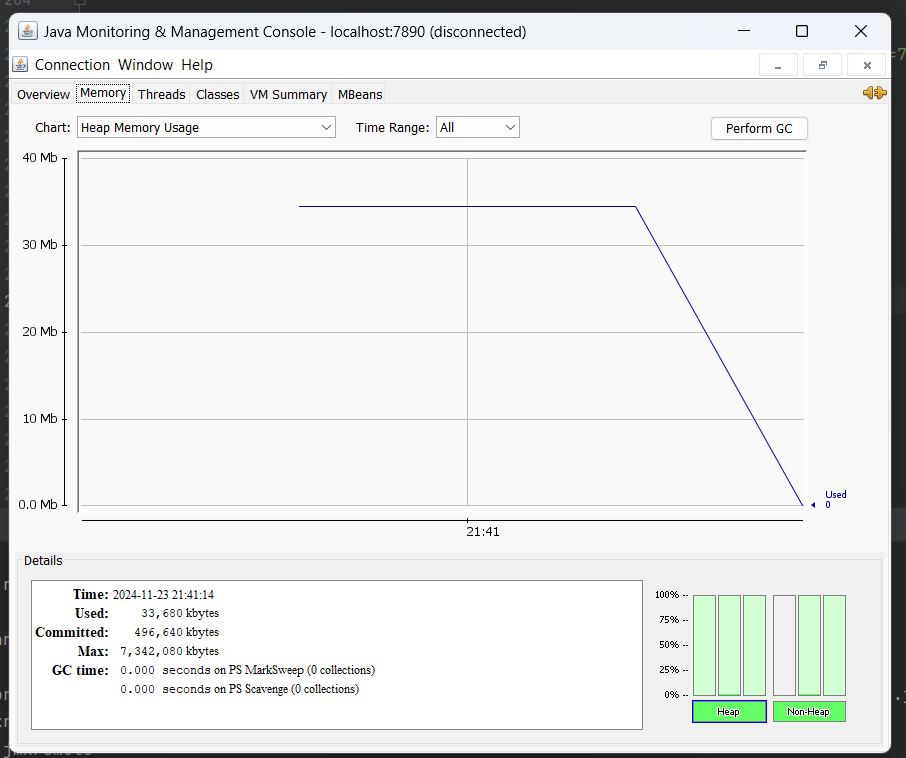 Java Monitoring & Management Console - localhost:7890 (disconnected)
Connection Window Help
Overview Memory Threads Classes VM Summary MBeans
Chart: Heap Memory Usage Time Range: All Perform GC
40 Mb
30 Mb
20 Mb
10 Mb
0.0 Mb
Used
0
21:41
Details
Time: 2024-11-23 21:41:14
Used: 33,680 kbytes
Committed: 496,640 kbytes
Max: 7,342,080 kbytes
GC time: 0.000 seconds on PS MarkSweep (0 collections)
0.000 seconds on PS Scavenge (0 collections)
100% --
75% --
50% --
25% --
0% --
Heap Non-Heap